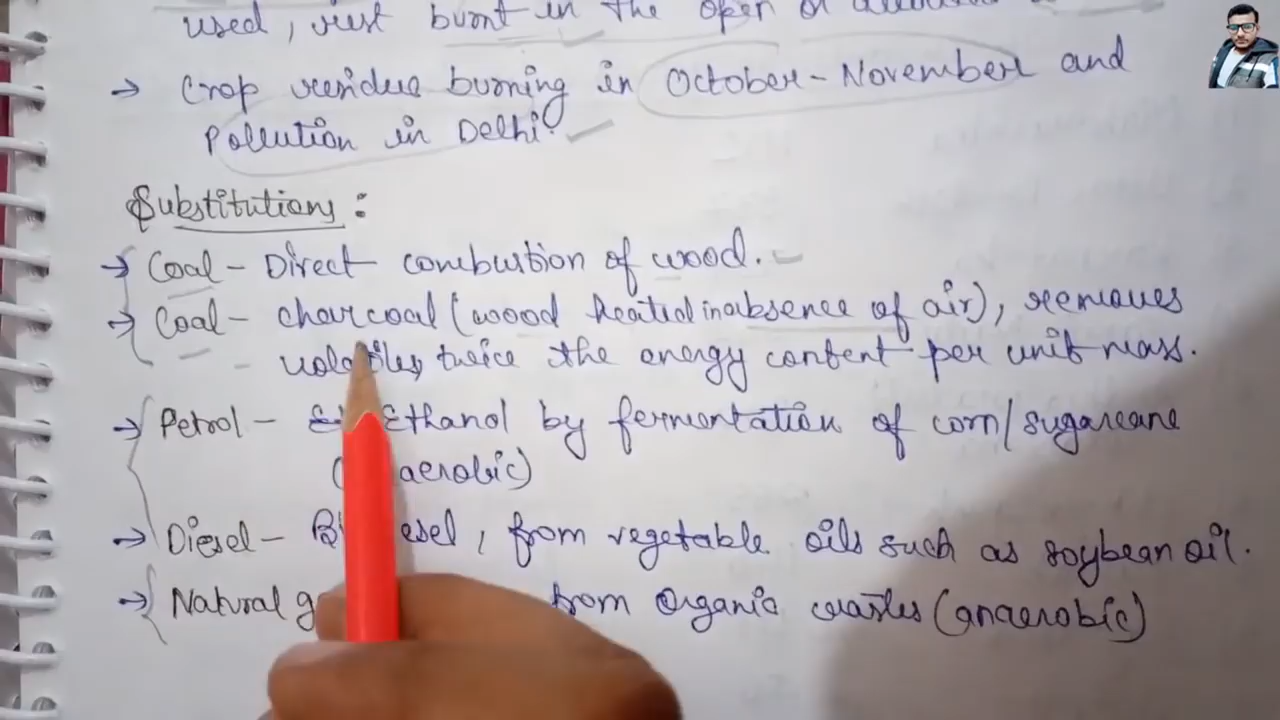 used, rest burnt in the open or
→ Crop residue burning in October - November and
Pollution in Delhi.
Substitutions :
→ Coal - Direct combustion of wood.
→ Coal - charcoal (wood heated in absence of air), removes
volatiles, twice the energy content per unit mass.
→ Petrol - Ethanol by fermentation of corn/sugarcane
aerobic)
→ Diesel - esel, from vegetable oils such as soybean oil.
→ Natural g from Organic wastes (anaerobic)